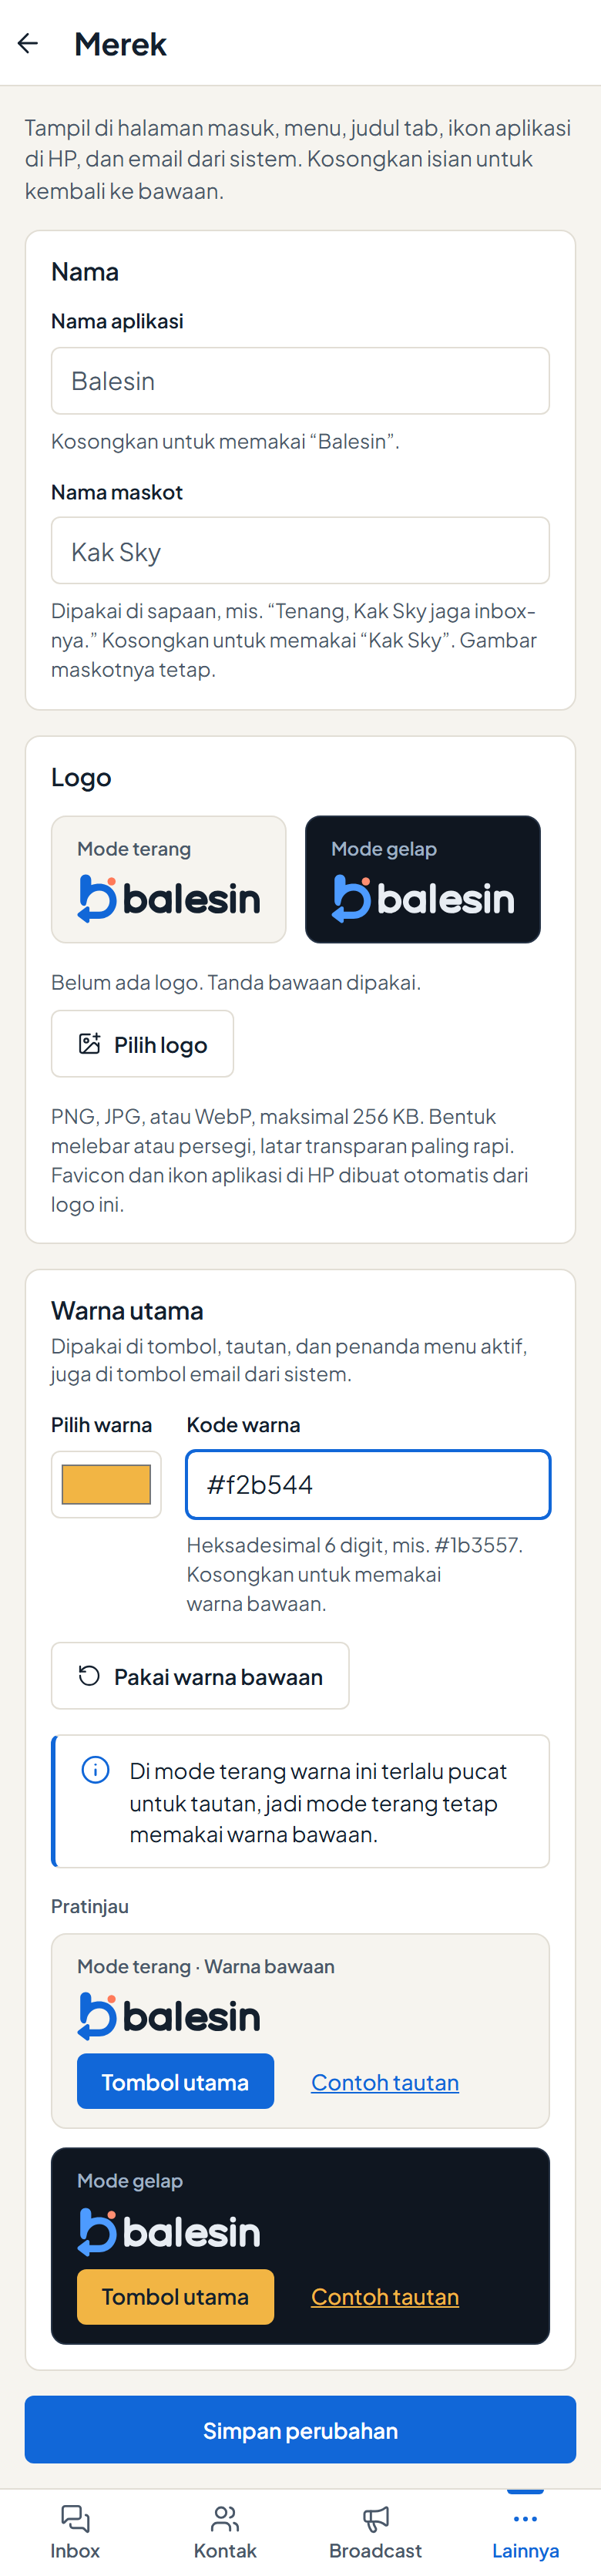 Merek
Tampil di halaman masuk, menu, judul tab, ikon aplikasi
di HP, dan email dari sistem. Kosongkan isian untuk
kembali ke bawaan.
Nama
Nama aplikasi
Balesin
Kosongkan untuk memakai “Balesin”.
Nama maskot
Kak Sky
Dipakai di sapaan, mis. “Tenang, Kak Sky jaga inbox-
nya.” Kosongkan untuk memakai “Kak Sky”. Gambar
maskotnya tetap.
Logo
Mode terang
balesin
Mode gelap
balesin
Belum ada logo. Tanda bawaan dipakai.
Pilih logo
PNG, JPG, atau WebP, maksimal 256 KB. Bentuk
melebar atau persegi, latar transparan paling rapi.
Favicon dan ikon aplikasi di HP dibuat otomatis dari
logo ini.
Warna utama
Dipakai di tombol, tautan, dan penanda menu aktif,
juga di tombol email dari sistem.
Pilih warna
Kode warna
#f2b544
Heksadesimal 6 digit, mis. #1b3557.
Kosongkan untuk memakai
warna bawaan.
Pakai warna bawaan
Di mode terang warna ini terlalu pucat
untuk tautan, jadi mode terang tetap
memakai warna bawaan.
Pratinjau
Mode terang · Warna bawaan
balesin
Tombol utama
Contoh tautan
Mode gelap
balesin
Tombol utama
Contoh tautan
Simpan perubahan
Inbox
Kontak
Broadcast
Lainnya